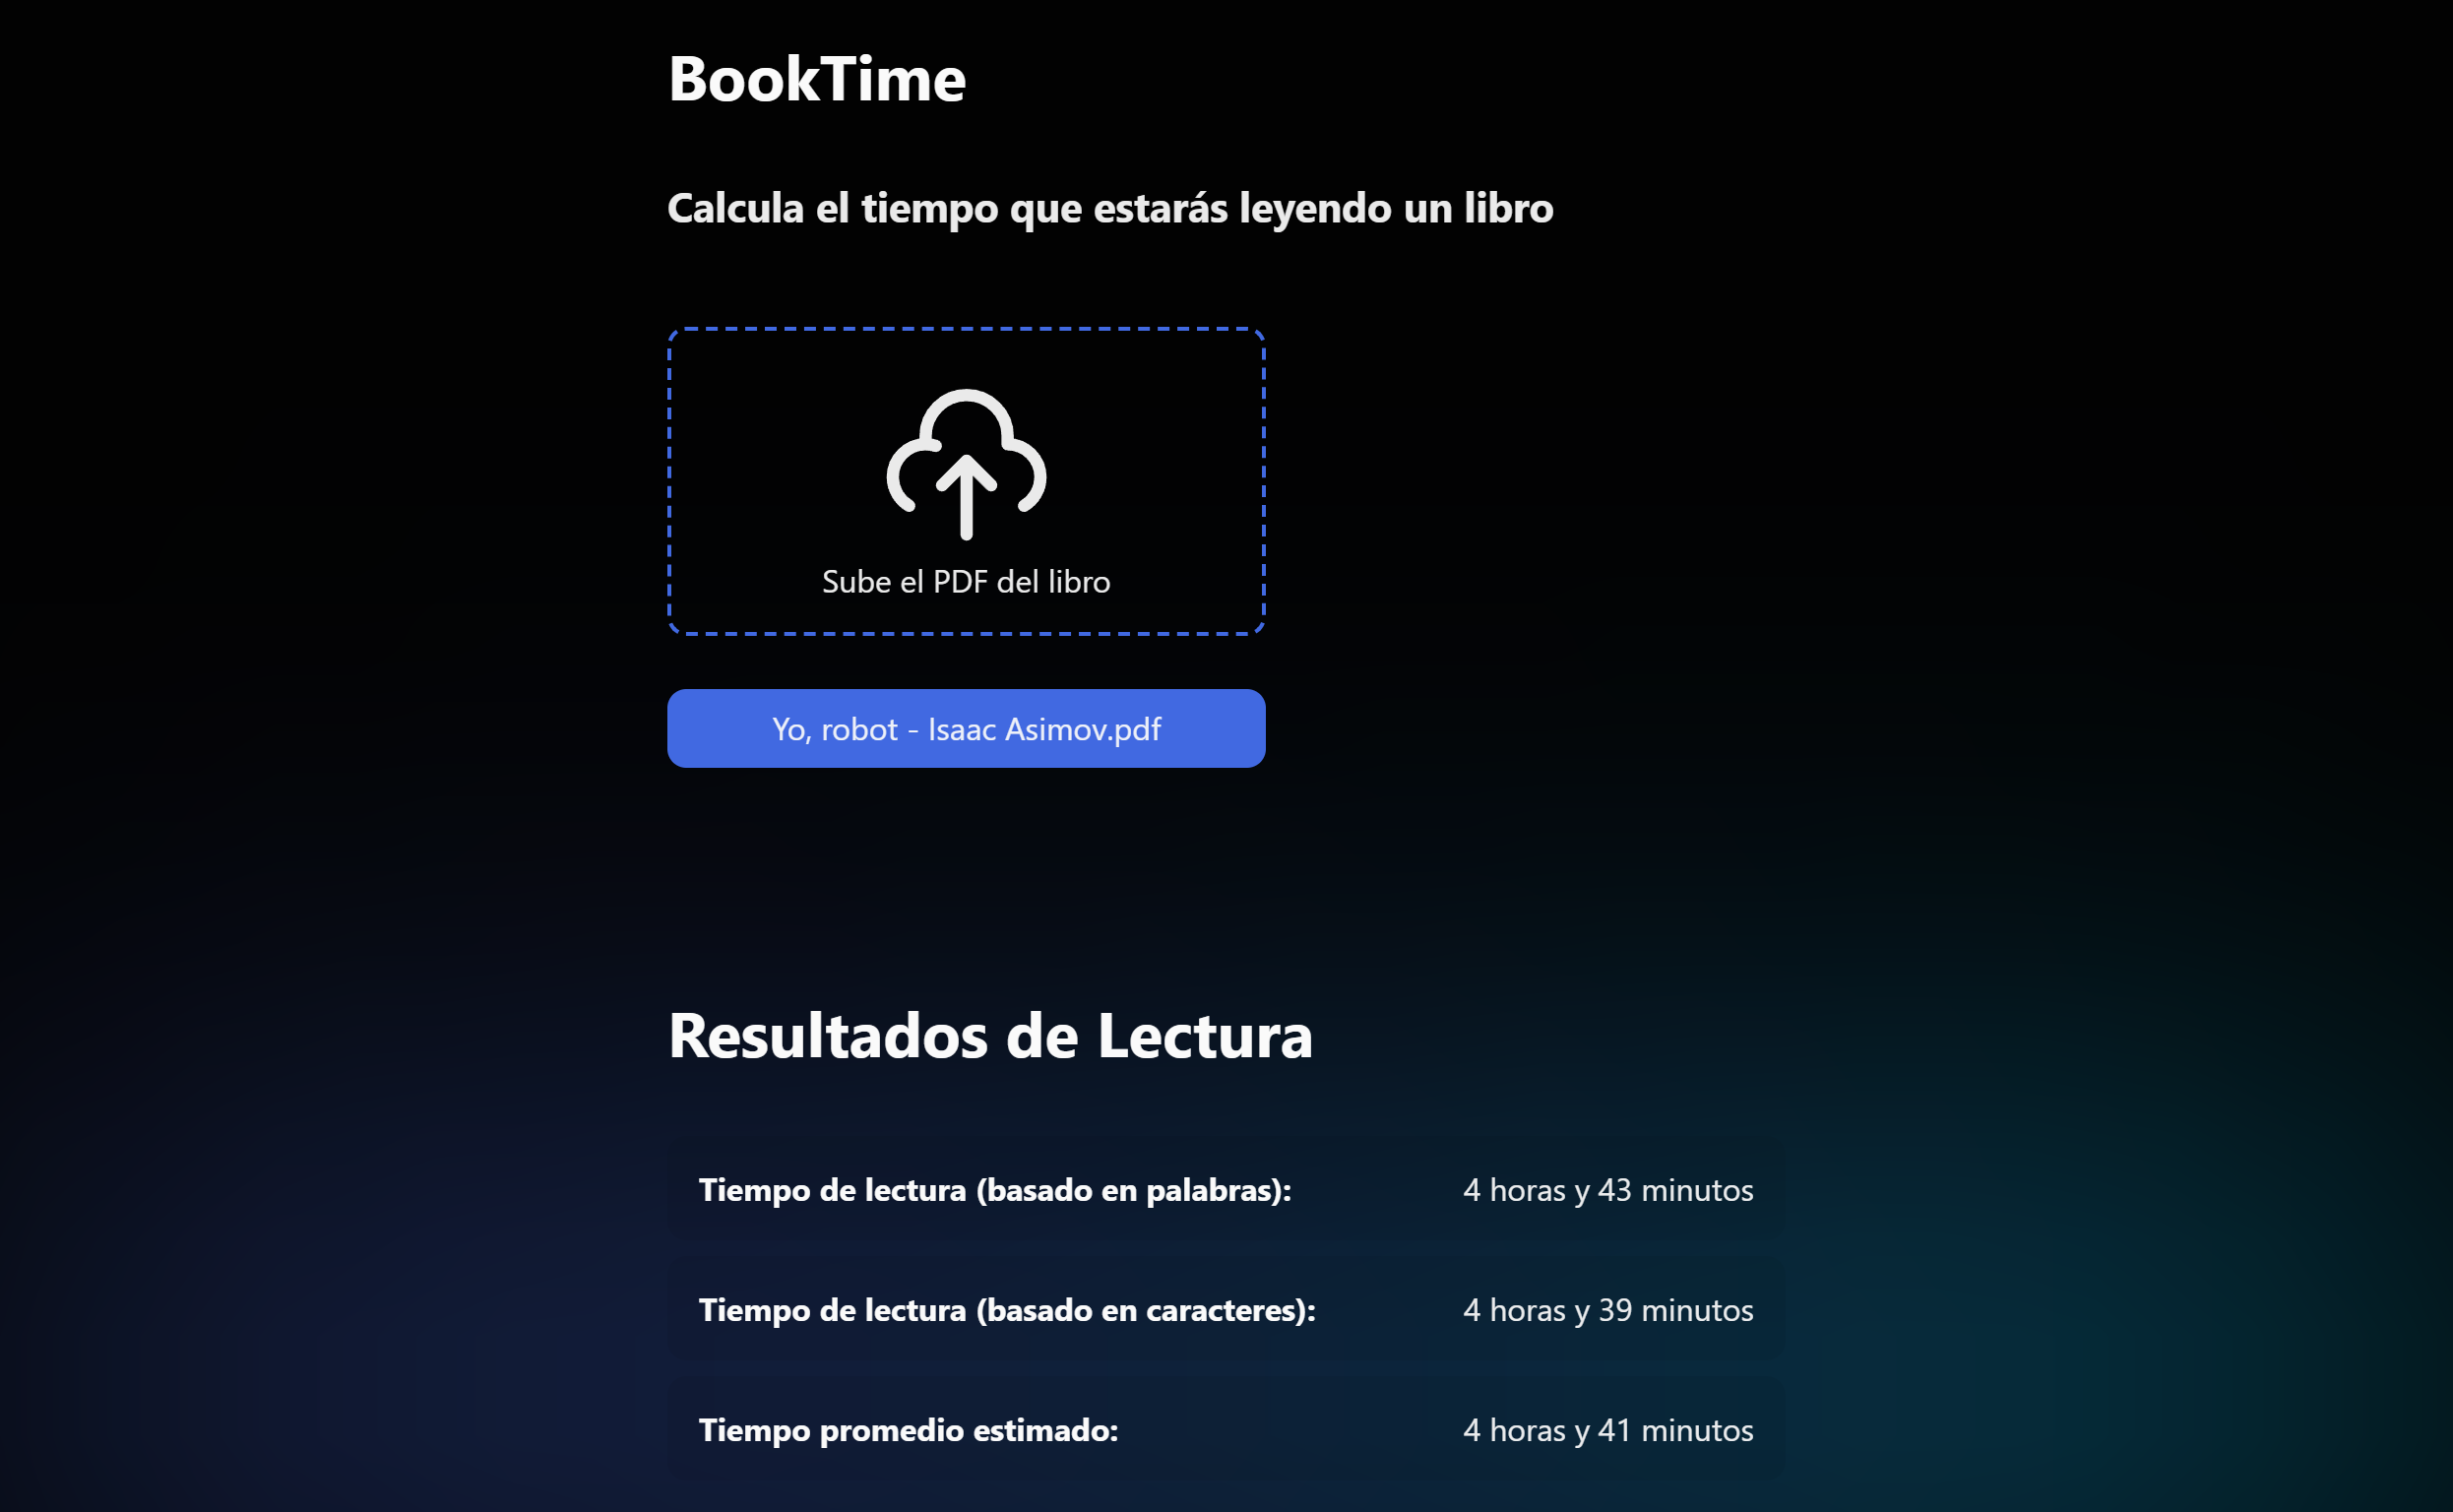 BookTime
Calcula el tiempo que estarás leyendo un libro
Sube el PDF del libro
Yo, robot - Isaac Asimov.pdf
Resultados de Lectura
Tiempo de lectura (basado en palabras): 4 horas y 43 minutos
Tiempo de lectura (basado en caracteres): 4 horas y 39 minutos
Tiempo promedio estimado: 4 horas y 41 minutos